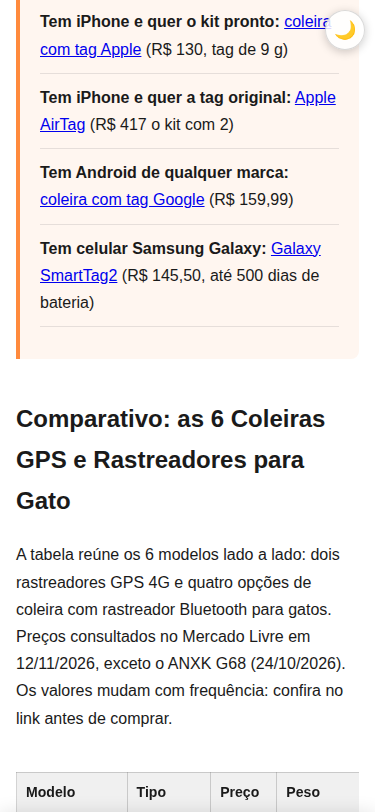 Tem iPhone e quer o kit pronto: coleira
com tag Apple (R$ 130, tag de 9 g)
Tem iPhone e quer a tag original: Apple
AirTag (R$ 417 o kit com 2)
Tem Android de qualquer marca:
coleira com tag Google (R$ 159,99)
Tem celular Samsung Galaxy: Galaxy
SmartTag2 (R$ 145,50, até 500 dias de
bateria)
Comparativo: as 6 Coleiras
GPS e Rastreadores para
Gato
A tabela reúne os 6 modelos lado a lado: dois
rastreadores GPS 4G e quatro opções de
coleira com rastreador Bluetooth para gatos.
Preços consultados no Mercado Livre em
12/11/2026, exceto o ANXK G68 (24/10/2026).
Os valores mudam com frequência: confira no
link antes de comprar.
Modelo Tipo Preço Peso